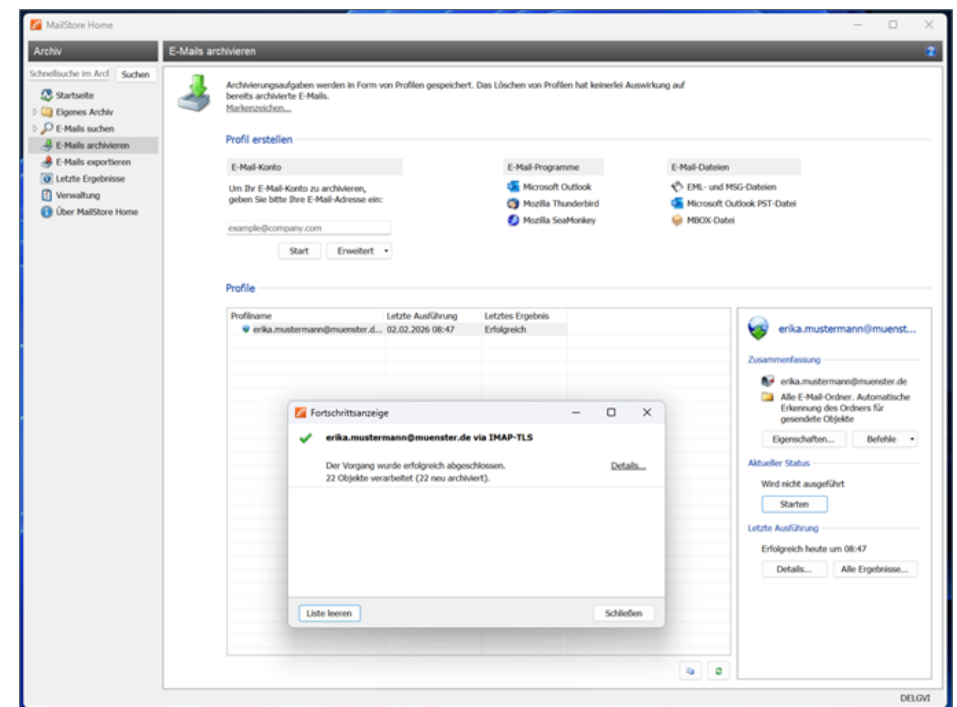 MailStore Home
Archiv
E-Mails archivieren
Schnellsuche im Arcl
Suchen
Startseite
Eigenes Archiv
E-Mails suchen
E-Mails archivieren
E-Mails exportieren
Letzte Ergebnisse
Verwaltung
Über MailStore Home
Archivierungsaufgaben werden in Form von Profilen gespeichert. Das Löschen von Profilen hat keinerlei Auswirkung auf
bereits archivierte E-Mails.
Markenzeichen...
Profil erstellen
E-Mail-Konto
Um Ihr E-Mail-Konto zu archivieren,
geben Sie bitte Ihre E-Mail-Adresse ein:
example@company.com
Start
Erweitert
E-Mail-Programme
Microsoft Outlook
Mozilla Thunderbird
Mozilla SeaMonkey
E-Mail-Dateien
EML- und MSG-Dateien
Microsoft Outlook PST-Datei
MBOX-Datei
Profile
Profilname Letzte Ausführung Letztes Ergebnis
erika.mustermann@muenster.d... 02.02.2026 08:47 Erfolgreich
Fortschrittsanzeige
erika.mustermann@muenster.de via IMAP-TLS
Der Vorgang wurde erfolgreich abgeschlossen. Details...
22 Objekte verarbeitet (22 neu archiviert).
Liste leeren
Schließen
erika.mustermann@muenst...
Zusammenfassung
erika.mustermann@muenster.de
Alle E-Mail-Ordner. Automatische
Erkennung des Ordners für
gesendete Objekte
Eigenschaften...
Befehle
Aktueller Status
Wird nicht ausgeführt
Starten
Letzte Ausführung
Erfolgreich heute um 08:47
Details...
Alle Ergebnisse...
DELGVI